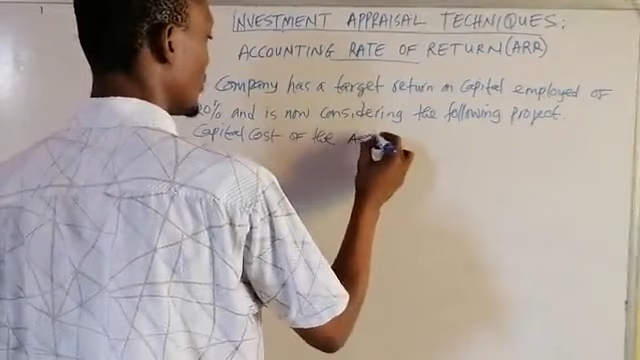 INVESTMENT APPRAISAL TECHNIQUES:
ACCOUNTING RATE OF RETURN (ARR)
Company has a target return on Capital employed of
20% and is now Considering the following project.
Capital Cost of the